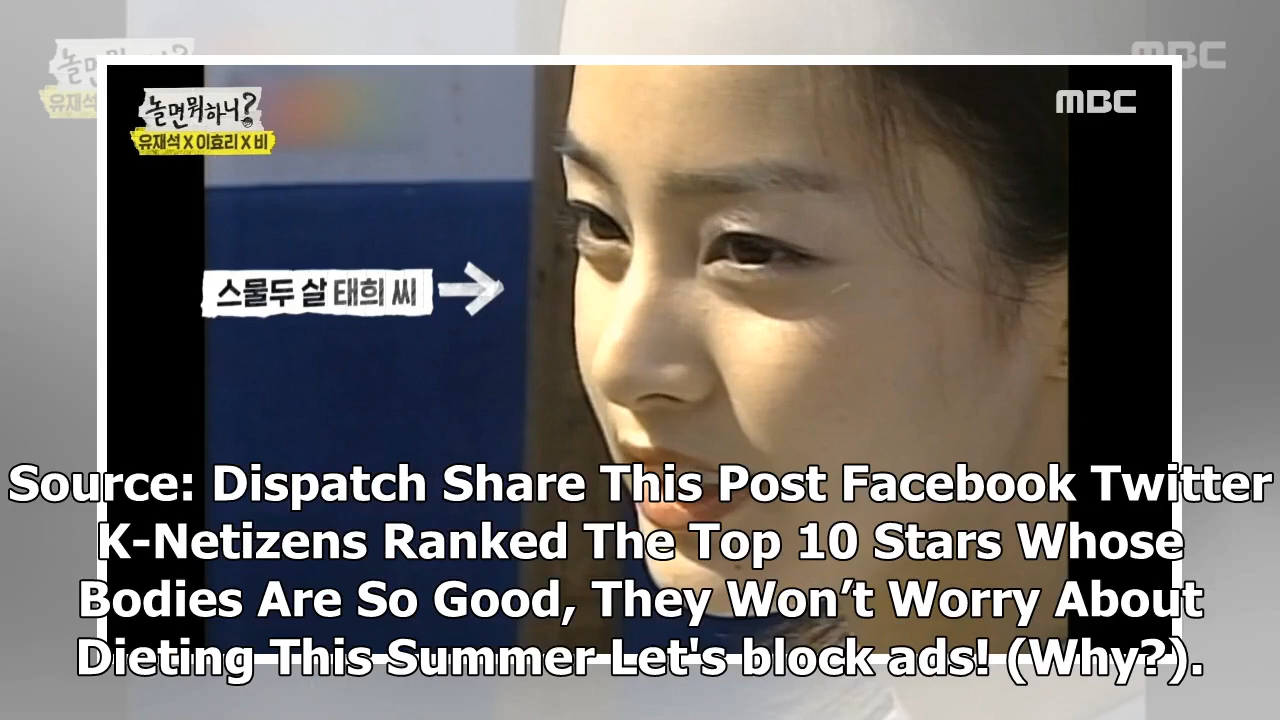 놀면뭐하니?
MBC
유재석 X 이효리 X 비
스물두 살 태희 씨
Source: Dispatch Share This Post Facebook Twitter
K-Netizens Ranked The Top 10 Stars Whose
Bodies Are So Good, They Won’t Worry About
Dieting This Summer Let's block ads! (Why?).